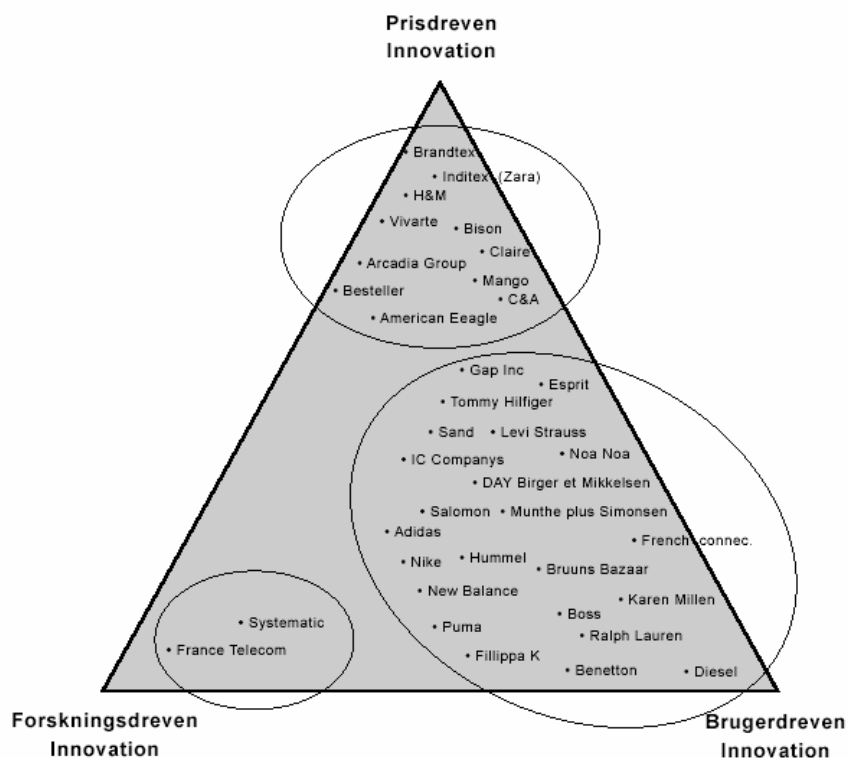 Prisdreven
Innovation
• Brandtex
• Inditex (Zara)
• H&M
• Vivarte
• Bison
• Claire
• Arcadia Group
• Mango
• Besteller
• C&A
• American Eeagle
• Gap Inc
• Esprit
• Tommy Hilfiger
• Sand
• Levi Strauss
• Noa Noa
• IC Companys
• DAY Birger et Mikkelsen
• Salomon
• Munthe plus Simonsen
• Adidas
• French connec.
• Nike
• Hummel
• Bruuns Bazaar
• New Balance
• Karen Millen
• Boss
• Systematic
• Puma
• Ralph Lauren
• France Telecom
• Fillippa K
• Benetton
• Diesel
Forskningsdreven
Innovation
Brugerdreven
Innovation